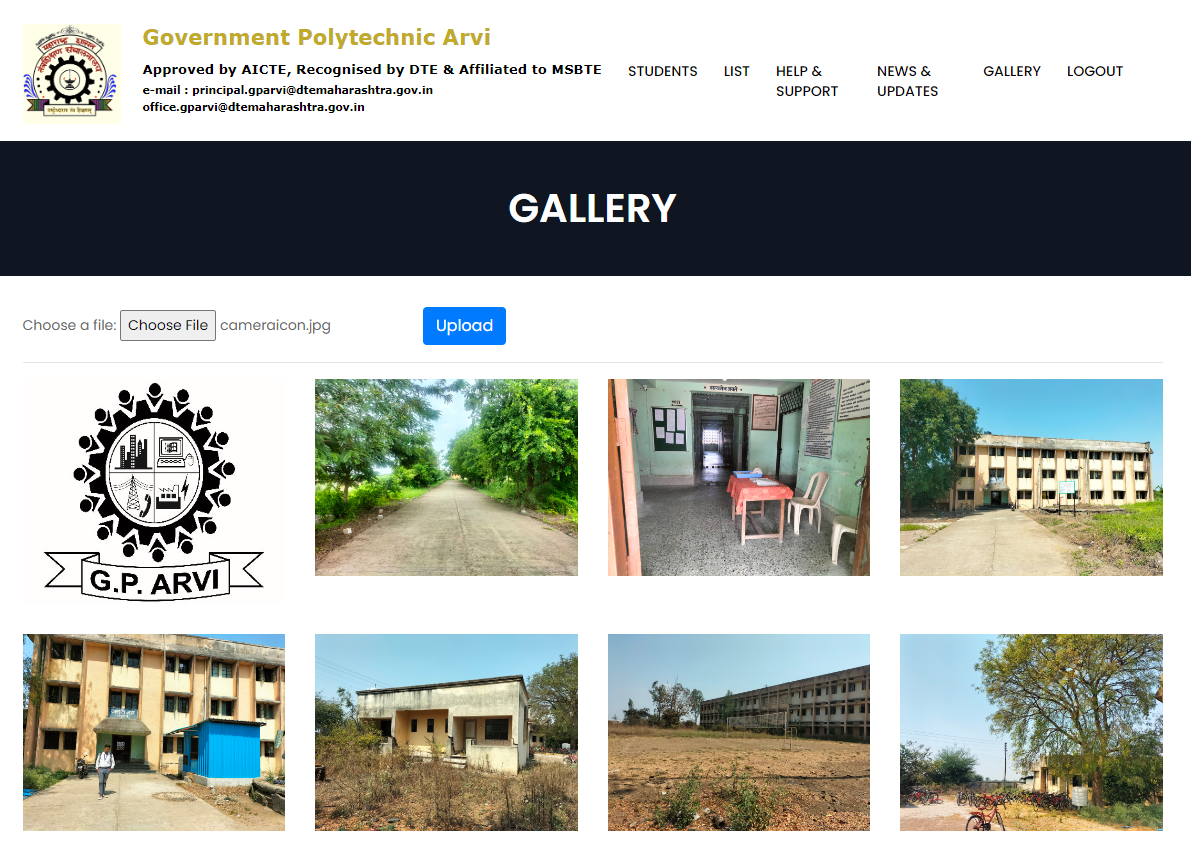 Government Polytechnic Arvi
Approved by AICTE, Recognised by DTE & Affiliated to MSBTE
e-mail : principal.gparvi@dtemaharashtra.gov.in
office.gparvi@dtemaharashtra.gov.in
STUDENTS
LIST
HELP &
SUPPORT
NEWS &
UPDATES
GALLERY
LOGOUT
GALLERY
Choose a file: Choose File cameraicon.jpg
Upload
G.P. ARVI